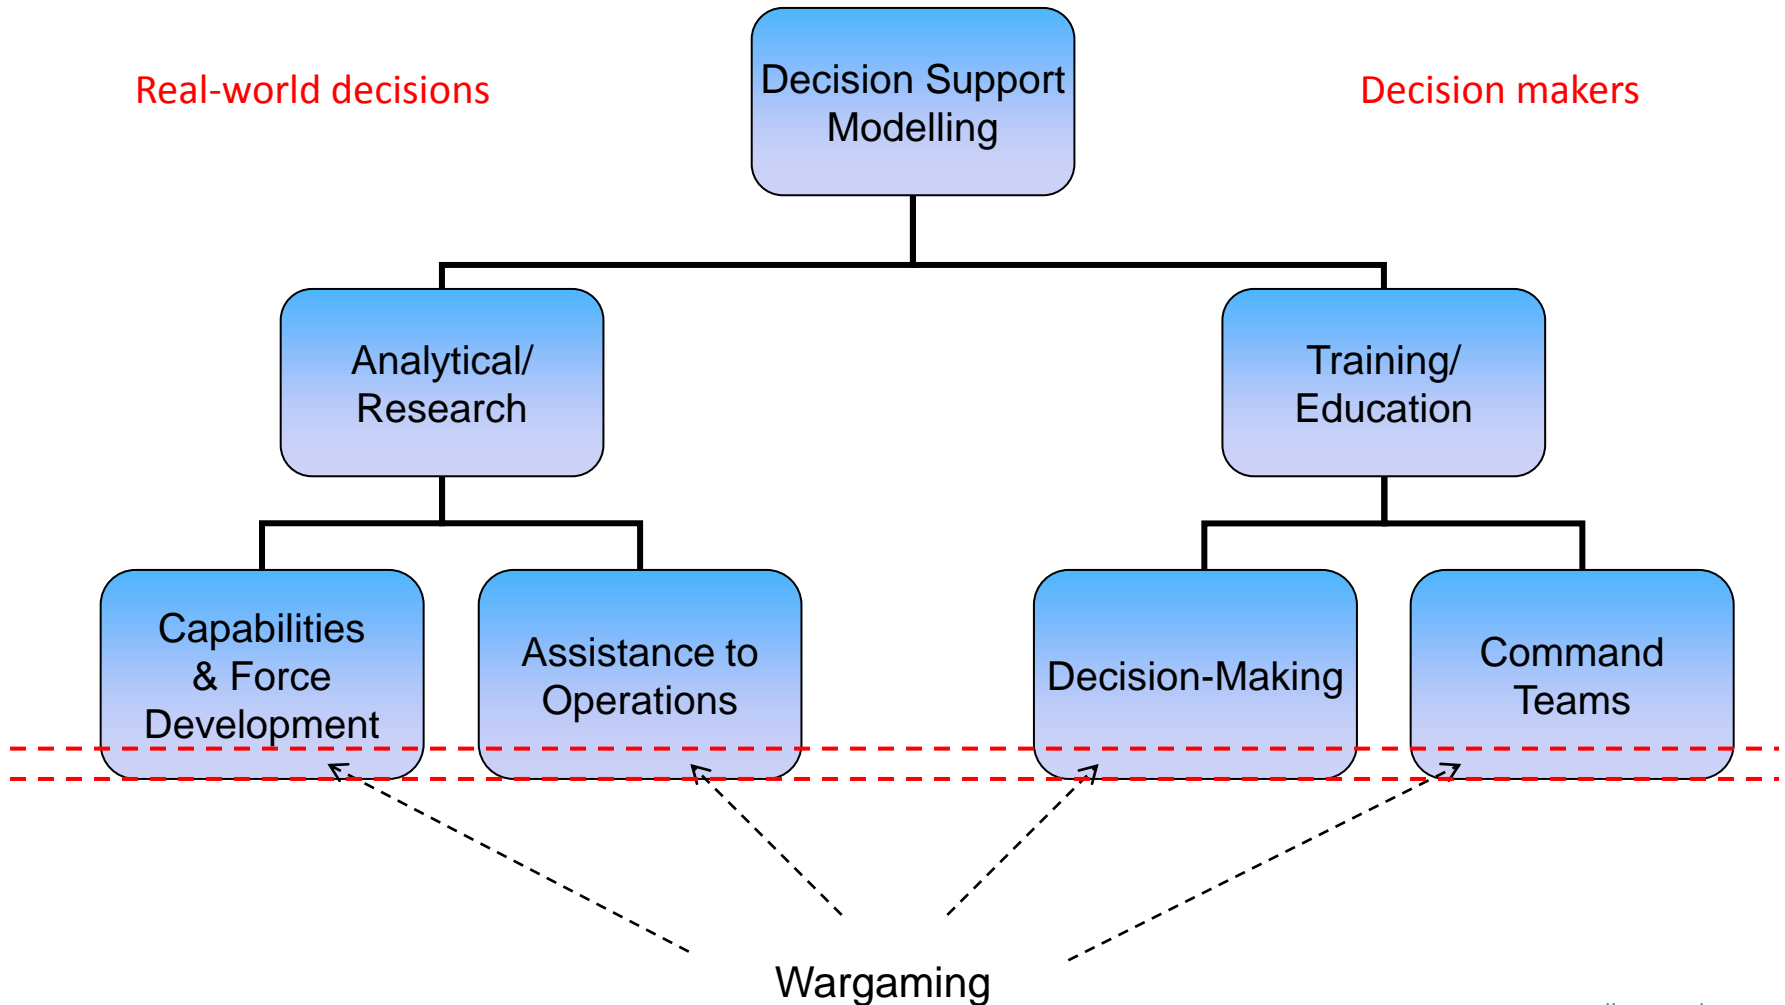 Decision Support
Modelling
Real-world decisions
Decision makers
Analytical/
Research
Training/
Education
Capabilities
& Force
Development
Assistance to
Operations
Decision-Making
Command
Teams
Wargaming